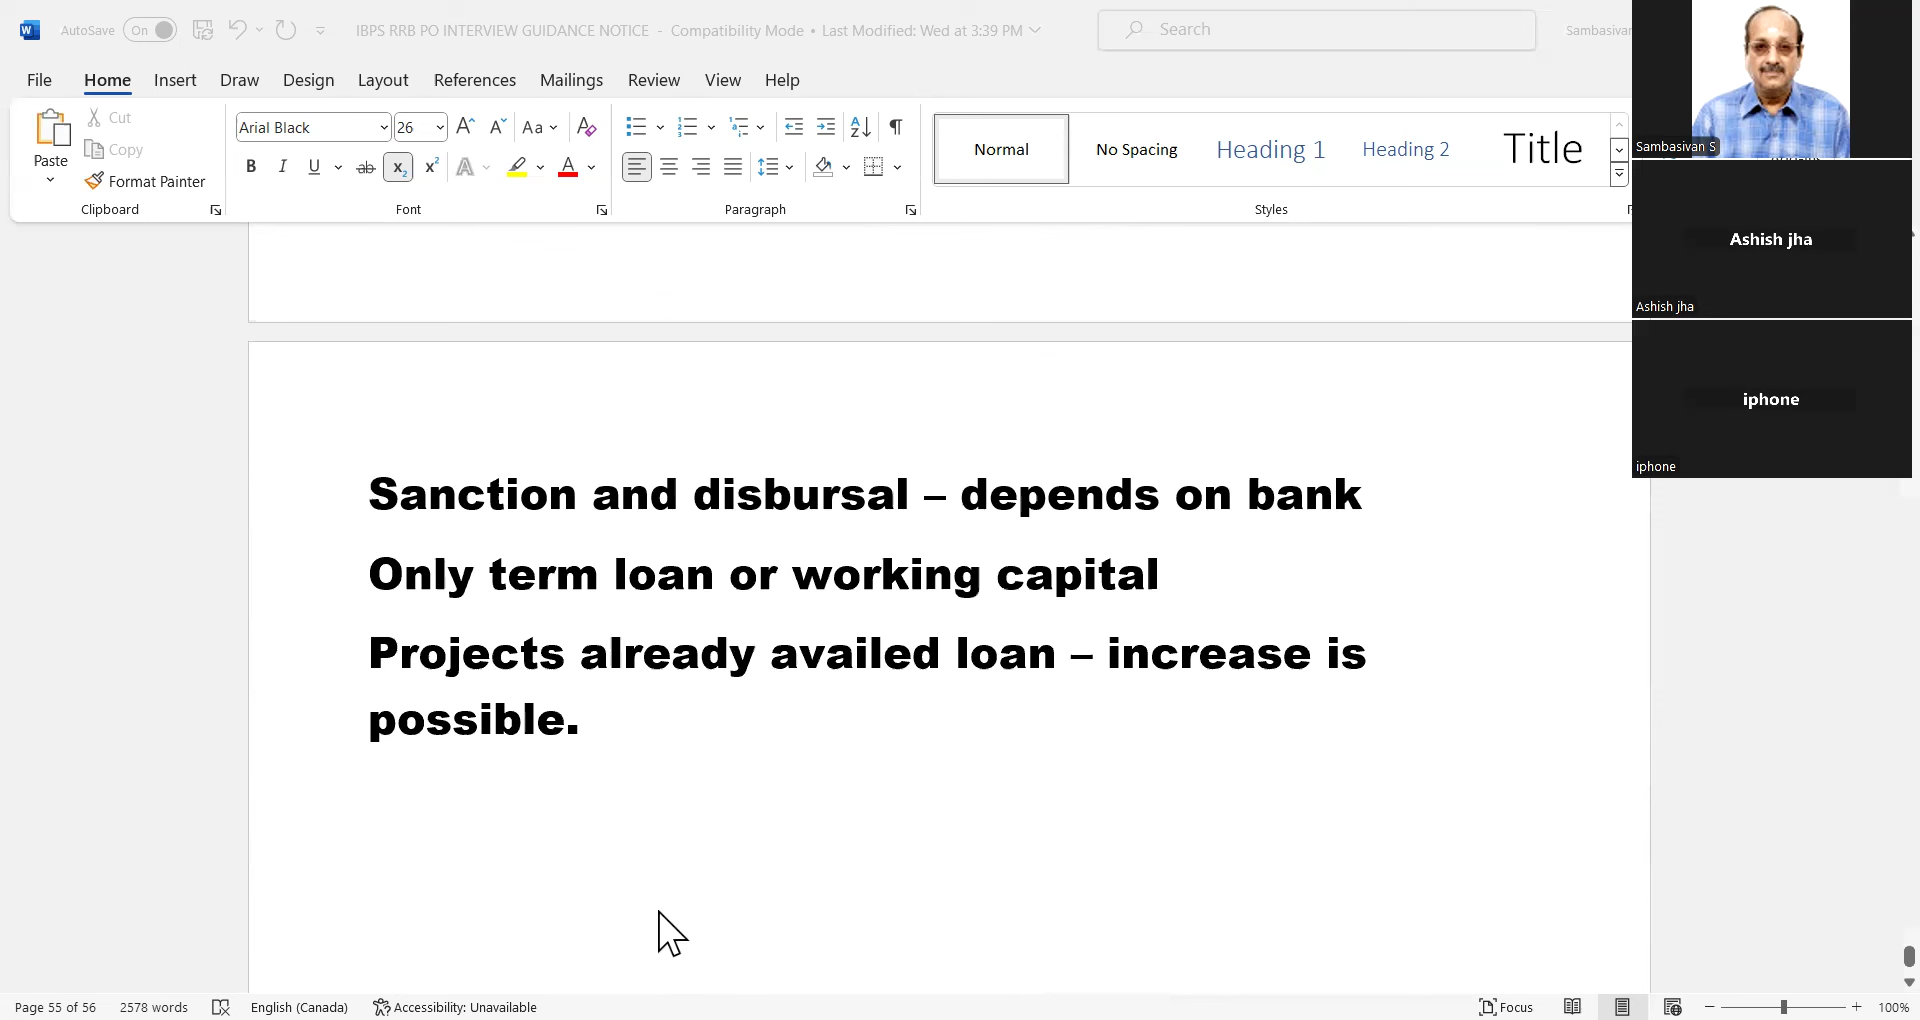 AutoSave On IBPS RRB PO INTERVIEW GUIDANCE NOTICE - Compatibility Mode • Last Modified: Wed at 3:39 PM Search Sambasivan
File Home Insert Draw Design Layout References Mailings Review View Help
Paste Cut Copy Format Painter
Arial Black 26
Normal No Spacing Heading 1 Heading 2 Title
Clipboard Font Paragraph Styles
Sambasivan S
Ashish jha
Ashish jha
iphone
iphone
Sanction and disbursal – depends on bank
Only term loan or working capital
Projects already availed loan – increase is
possible.
Page 55 of 56 2578 words English (Canada) Accessibility: Unavailable Focus 100%